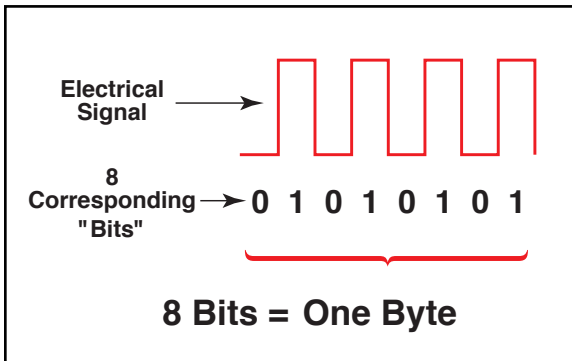 Electrical
Signal
8
Corresponding
"Bits"
0 1 0 1 0 1 0 1
8 Bits = One Byte